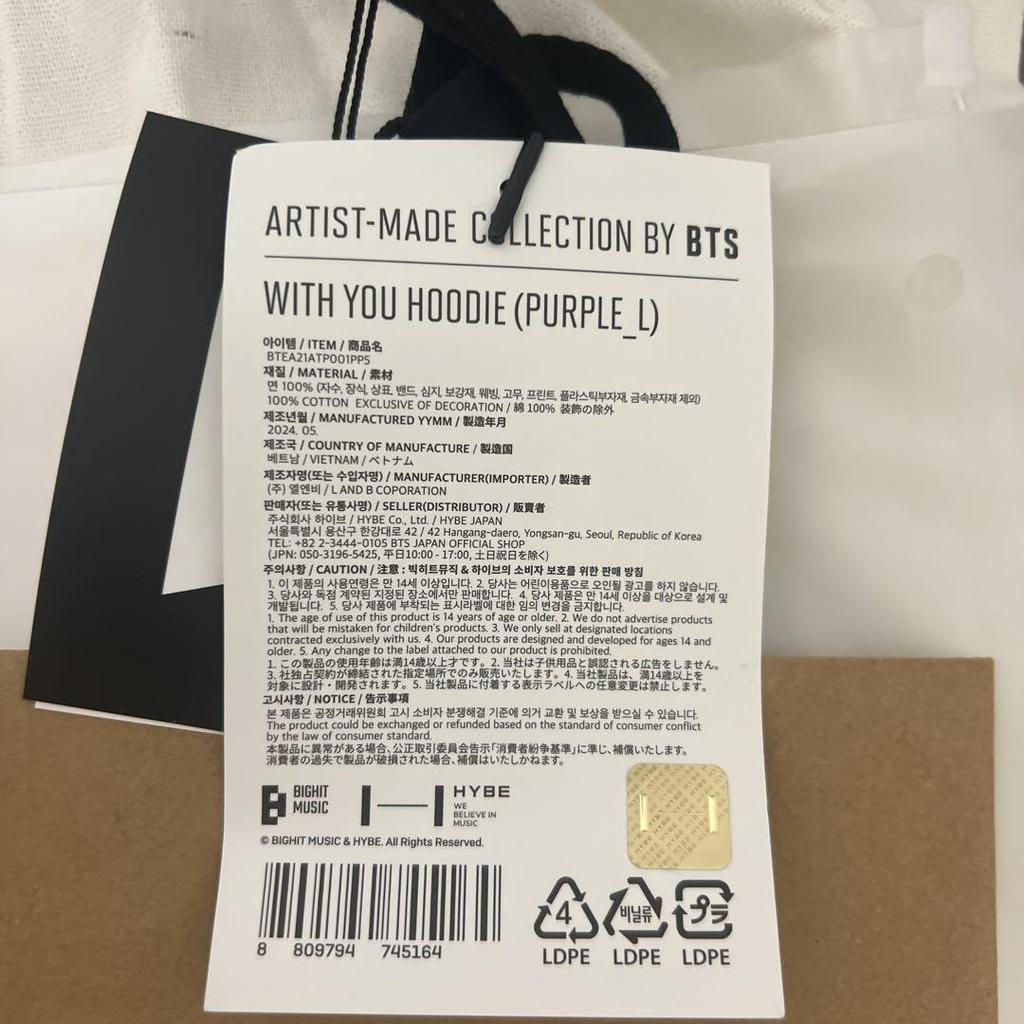 ARTIST-MADE COLLECTION BY BTS
WITH YOU HOODIE (PURPLE_L)
아이템 / ITEM / 商品名
BTEA21ATP001PP5
재질 / MATERIAL / 素材
면 100% (자수, 장식, 상표, 밴드, 심지, 보강재, 웨빙, 고무, 프린트, 플라스틱부자재, 금속부자재 제외)
100% COTTON EXCLUSIVE OF DECORATION / 綿 100% 装飾の除外
제조년월 / MANUFACTURED YYMM / 製造年月
2024. 05.
제조국 / COUNTRY OF MANUFACTURE / 製造国
베트남 / VIETNAM / ベトナム
제조자명(또는 수입자명) / MANUFACTURER(IMPORTER) / 製造者
(주) 엘엔비 / L AND B COPORATION
판매자(또는 유통사명) / SELLER(DISTRIBUTOR) / 販賣者
주식회사 하이브 / HYBE Co., Ltd. / HYBE JAPAN
서울특별시 용산구 한강대로 42 / 42 Hangang-daero, Yongsan-gu, Seoul, Republic of Korea
TEL: +82 2-3444-0105 BTS JAPAN OFFICIAL SHOP
(JPN: 050-3196-5425, 平日10:00 - 17:00, 土日祝日を除く)
주의사항 / CAUTION / 注意 : 빅히트뮤직 & 하이브의 소비자 보호를 위한 판매 방침
1. 이 제품의 사용연령은 만 14세 이상입니다. 2. 당사는 어린이용품으로 오인될 광고를 하지 않습니다.
3. 당사와 독점 계약된 지정된 장소에서만 판매합니다. 4. 당사 제품은 만 14세 이상을 대상으로 설계 및
개발됩니다. 5. 당사 제품에 부착되는 표시라벨에 대한 임의 변경을 금지합니다.
1. The age of use of this product is 14 years of age or older. 2. We do not advertise products
that will be mistaken for children's products. 3. We only sell at designated locations
contracted exclusively with us. 4. Our products are designed and developed for ages 14 and
older. 5. Any change to the label attached to our product is prohibited.
1. この製品の使用年齢は満14歳以上才です。2. 当社は子供用品と誤認される広告をしません。
3. 社独占契約が締結された指定場所でのみ販売いたします。4. 当社製品は、満14歳以上を
対象に設計・開発されます。5. 当社製品に付着する表示ラベルへの任意変更は禁止します。
고시사항 / NOTICE / 告示事項
본 제품은 공정거래위원회 고시 소비자 분쟁해결 기준에 의거 교환 및 보상을 받으실 수 있습니다.
The product could be exchanged or refunded based on the standard of consumer conflict
by the law of consumer standard.
本製品に異常がある場合、公正取引委員会告示「消費者紛争基準」に準じ、補償いたします。
消費者の過失で製品が破損された場合、補償はいたしかねます。
BIGHIT
MUSIC
HYBE
WE
BELIEVE IN
MUSIC
© BIGHIT MUSIC & HYBE. All Rights Reserved.
8 809794 745164
4
LDPE
비닐류
LDPE
プラ
LDPE